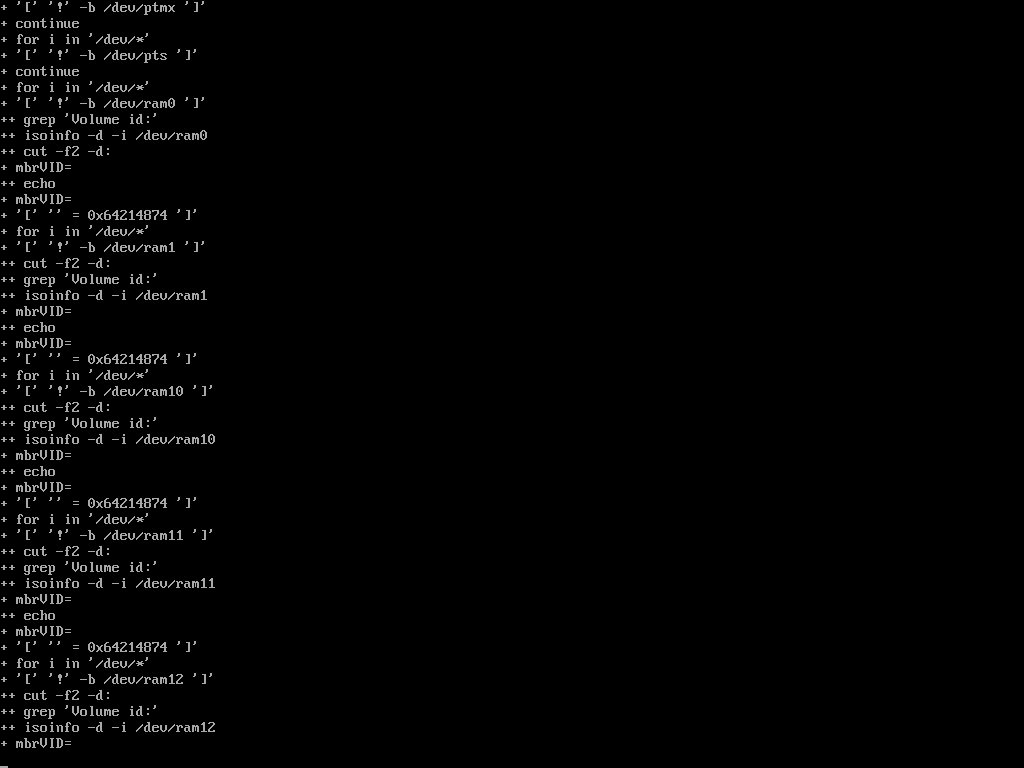 + '[' '!' -b /dev/ptmx ']'
+ continue
+ for i in '/dev/*'
+ '[' '!' -b /dev/pts ']'
+ continue
+ for i in '/dev/*'
+ '[' '!' -b /dev/ram0 ']'
++ grep 'Volume id:'
++ isoinfo -d -i /dev/ram0
++ cut -f2 -d:
+ mbrVID=
++ echo
+ mbrVID=
+ '[' '' = 0x64214874 ']'
+ for i in '/dev/*'
+ '[' '!' -b /dev/ram1 ']'
++ cut -f2 -d:
++ grep 'Volume id:'
++ isoinfo -d -i /dev/ram1
+ mbrVID=
++ echo
+ mbrVID=
+ '[' '' = 0x64214874 ']'
+ for i in '/dev/*'
+ '[' '!' -b /dev/ram10 ']'
++ cut -f2 -d:
++ grep 'Volume id:'
++ isoinfo -d -i /dev/ram10
+ mbrVID=
++ echo
+ mbrVID=
+ '[' '' = 0x64214874 ']'
+ for i in '/dev/*'
+ '[' '!' -b /dev/ram11 ']'
++ cut -f2 -d:
++ grep 'Volume id:'
++ isoinfo -d -i /dev/ram11
+ mbrVID=
++ echo
+ mbrVID=
+ '[' '' = 0x64214874 ']'
+ for i in '/dev/*'
+ '[' '!' -b /dev/ram12 ']'
++ cut -f2 -d:
++ grep 'Volume id:'
++ isoinfo -d -i /dev/ram12
+ mbrVID=